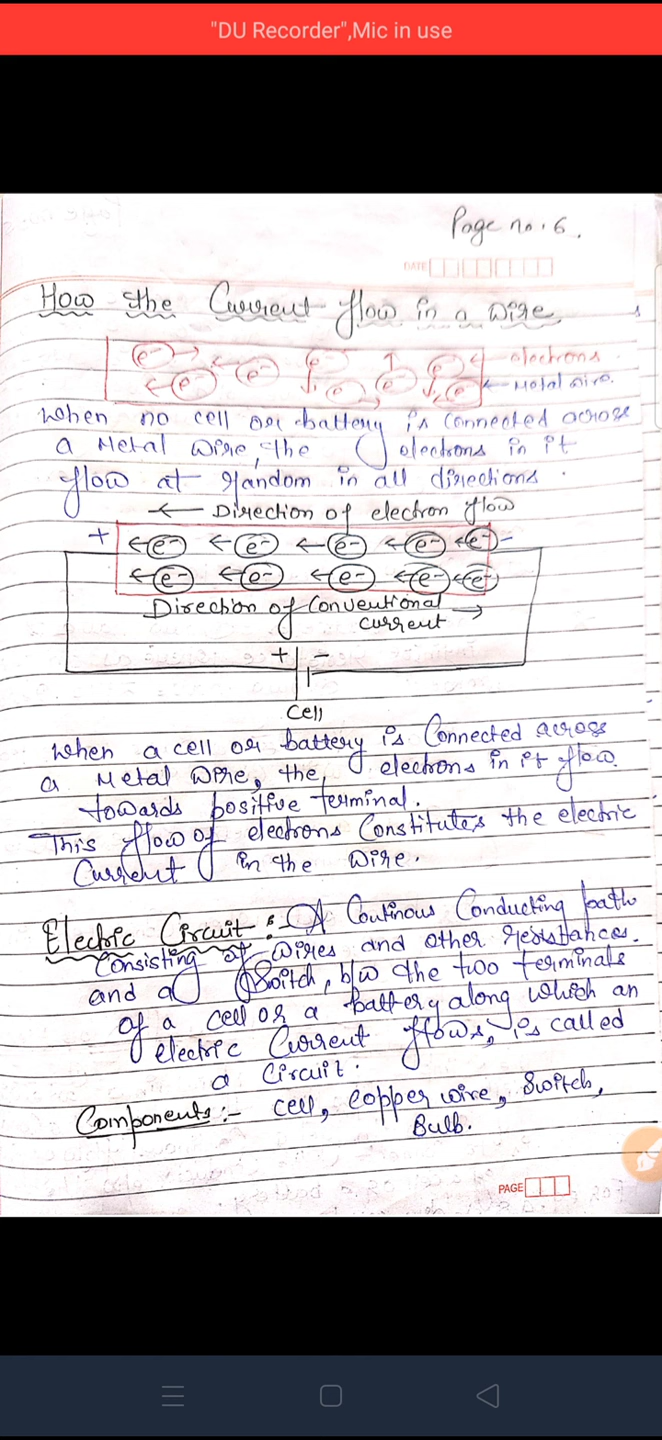 "DU Recorder",Mic in use
Page no. 6.
DATE
How the Current flow in a wire
e- e- e- e- e- electrons
e- e- e- Metal wire.
when no cell or battery is connected across
a Metal wire, the electrons in it
flow at random in all directions.
← Direction of electron flow
+ ←e- ←e- ←e- ←e- ←e- -
←e- ←e- ←e- ←e- ←e-
Direction of Conventional
current →
+ -
Cell
when a cell or battery is Connected across
a Metal wire, the electrons in it flow
towards positive terminal.
This flow of electrons Constitutes the electric
Current in the wire.
Electric Circuit :- A Coutinous Conducting path
Consisting of wires and other resistances.
and a Switch, b/w the two terminals
of a cell or a battery along which an
electric Current flows, is called
a Circuit.
Components :- cell, copper wire, Switch,
Bulb.
PAGE